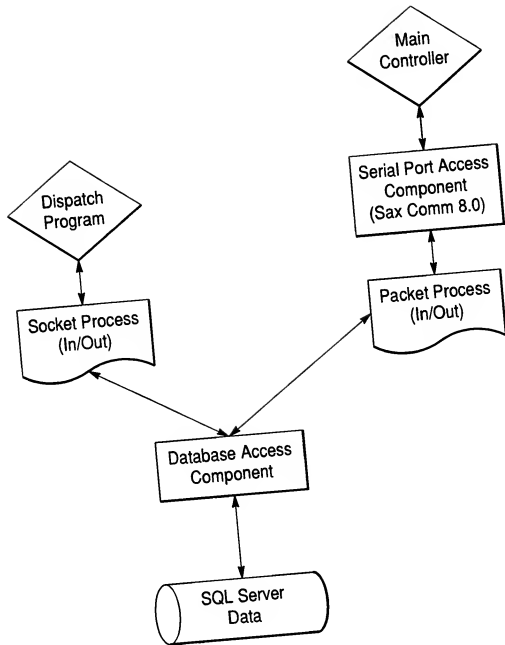 Main
Controller
Serial Port Access
Component
(Sax Comm 8.0)
Dispatch
Program
Packet Process
(In/Out)
Socket Process
(In/Out)
Database Access
Component
SQL Server
Data